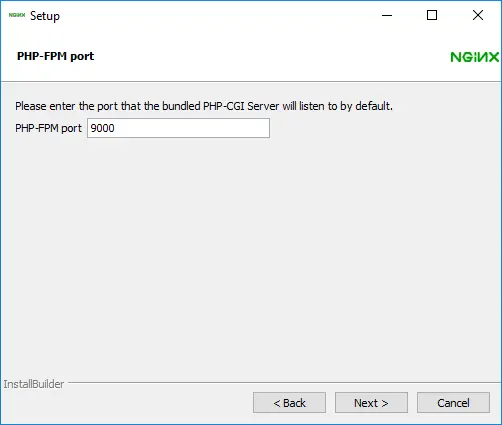 NGINX Setup
PHP-FPM port
NGINX
Please enter the port that the bundled PHP-CGI Server will listen to by default.
PHP-FPM port 9000
InstallBuilder
< Back Next > Cancel